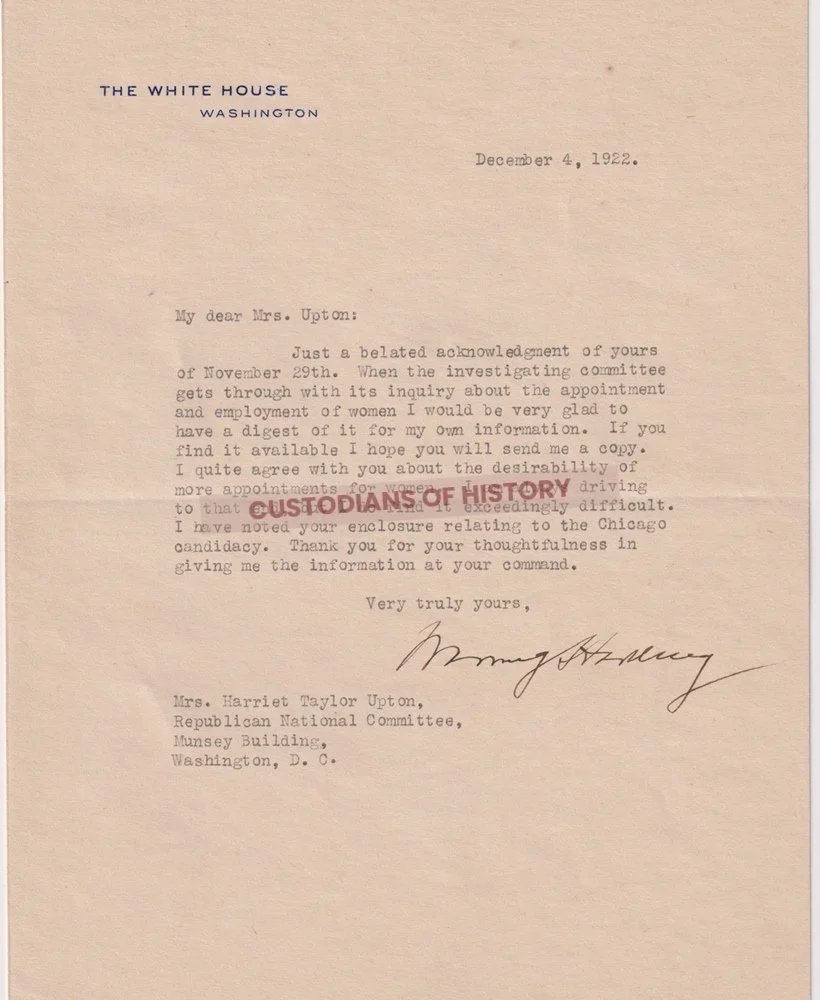 THE WHITE HOUSE
WASHINGTON
December 4, 1922.
My dear Mrs. Upton:
Just a belated acknowledgment of yours
of November 29th. When the investigating committee
gets through with its inquiry about the appointment
and employment of women I would be very glad to
have a digest of it for my own information. If you
find it available I hope you will send me a copy.
I quite agree with you about the desirability of
more appointments for women. I driving
to that find it exceedingly difficult.
I have noted your enclosure relating to the Chicago
candidacy. Thank you for your thoughtfulness in
giving me the information at your command.
CUSTODIANS OF HISTORY
Very truly yours,
Warren G Harding
Mrs. Harriet Taylor Upton,
Republican National Committee,
Munsey Building,
Washington, D. C.